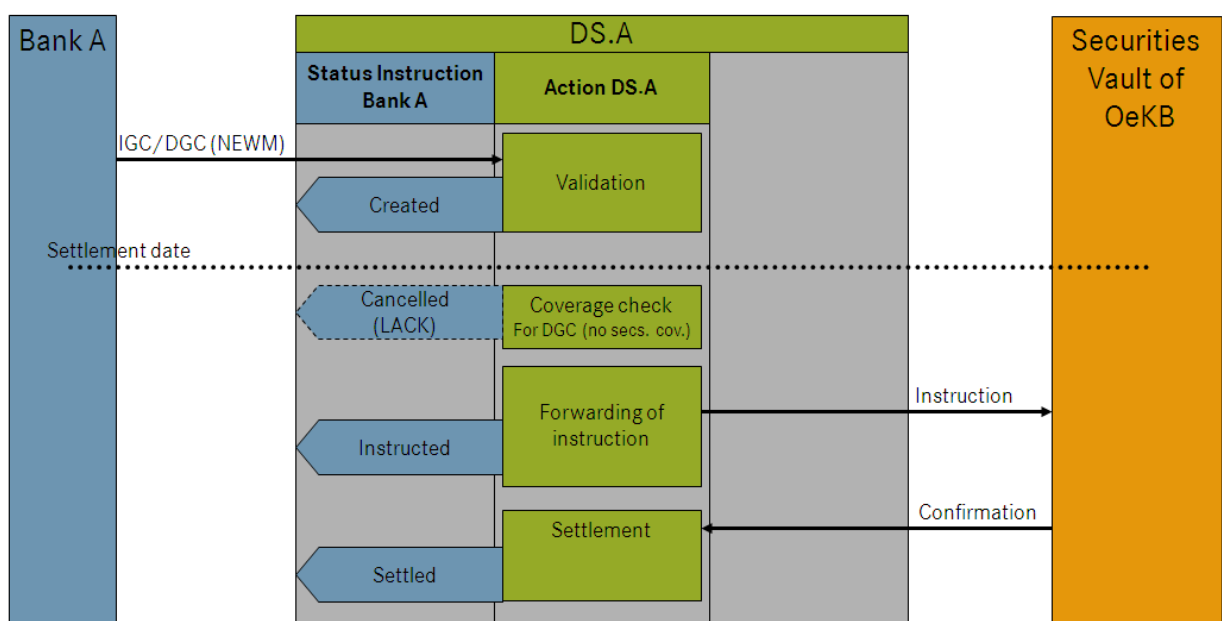 Bank A
DS.A
Securities
Vault of
OeKB
Status Instruction
Bank A
Action DS.A
IGC/DGC (NEWM)
Validation
Created
Settlement date
Cancelled
(LACK)
Coverage check
For DGC (no secs. cov.)
Instruction
Forwarding of
instruction
Instructed
Confirmation
Settlement
Settled